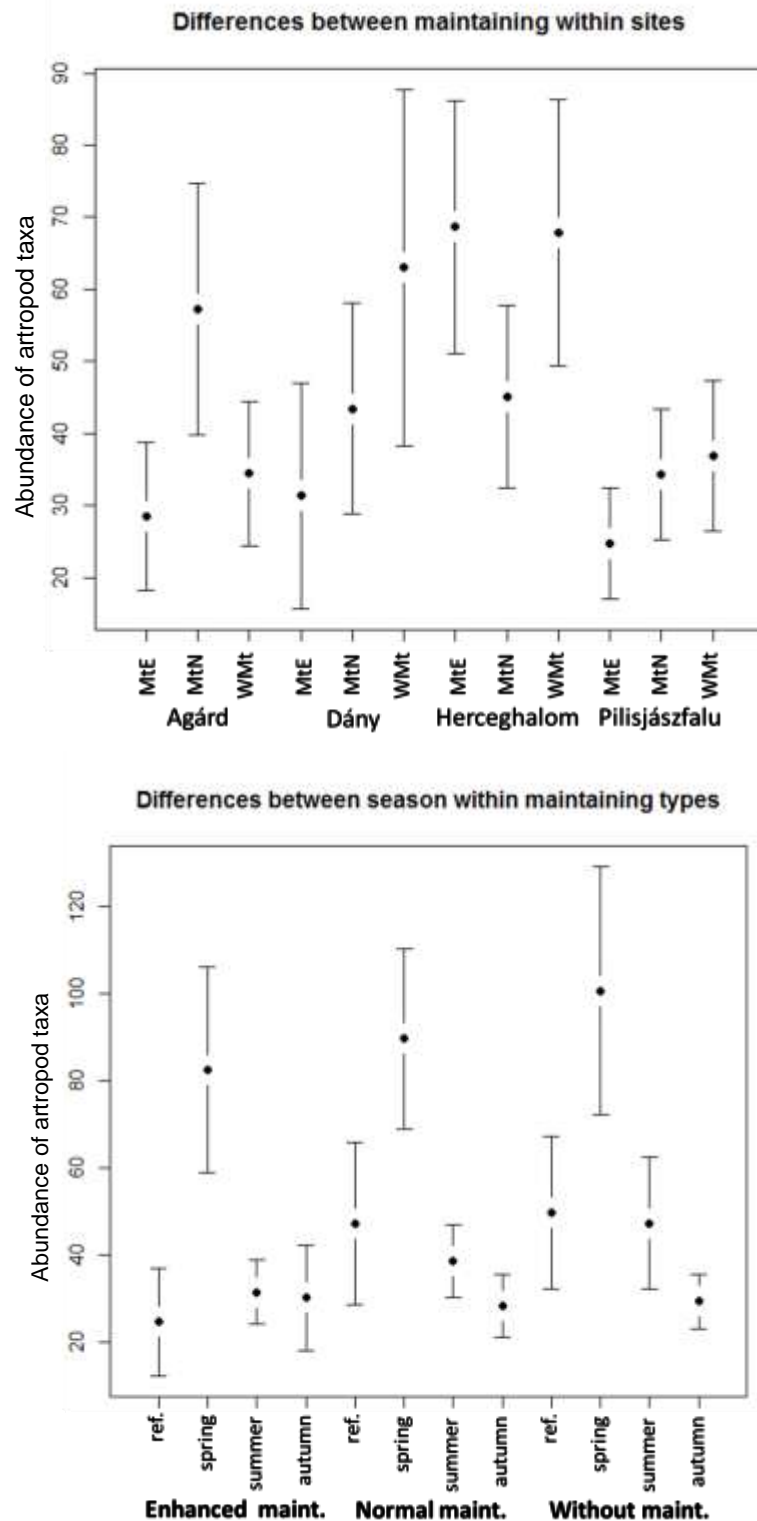 Differences between maintaining within sites
Abundance of artropod taxa
90
80
70
60
50
40
30
20
MtE MtN WMt MtE MtN WMt MtE MtN WMt MtE MtN WMt
Agárd Dány Herceghalom Pilisjászfalu
Differences between season within maintaining types
Abundance of artropod taxa
120
100
80
60
40
20
ref. spring summer autumn ref. spring summer autumn ref. spring summer autumn
Enhanced maint. Normal maint. Without maint.